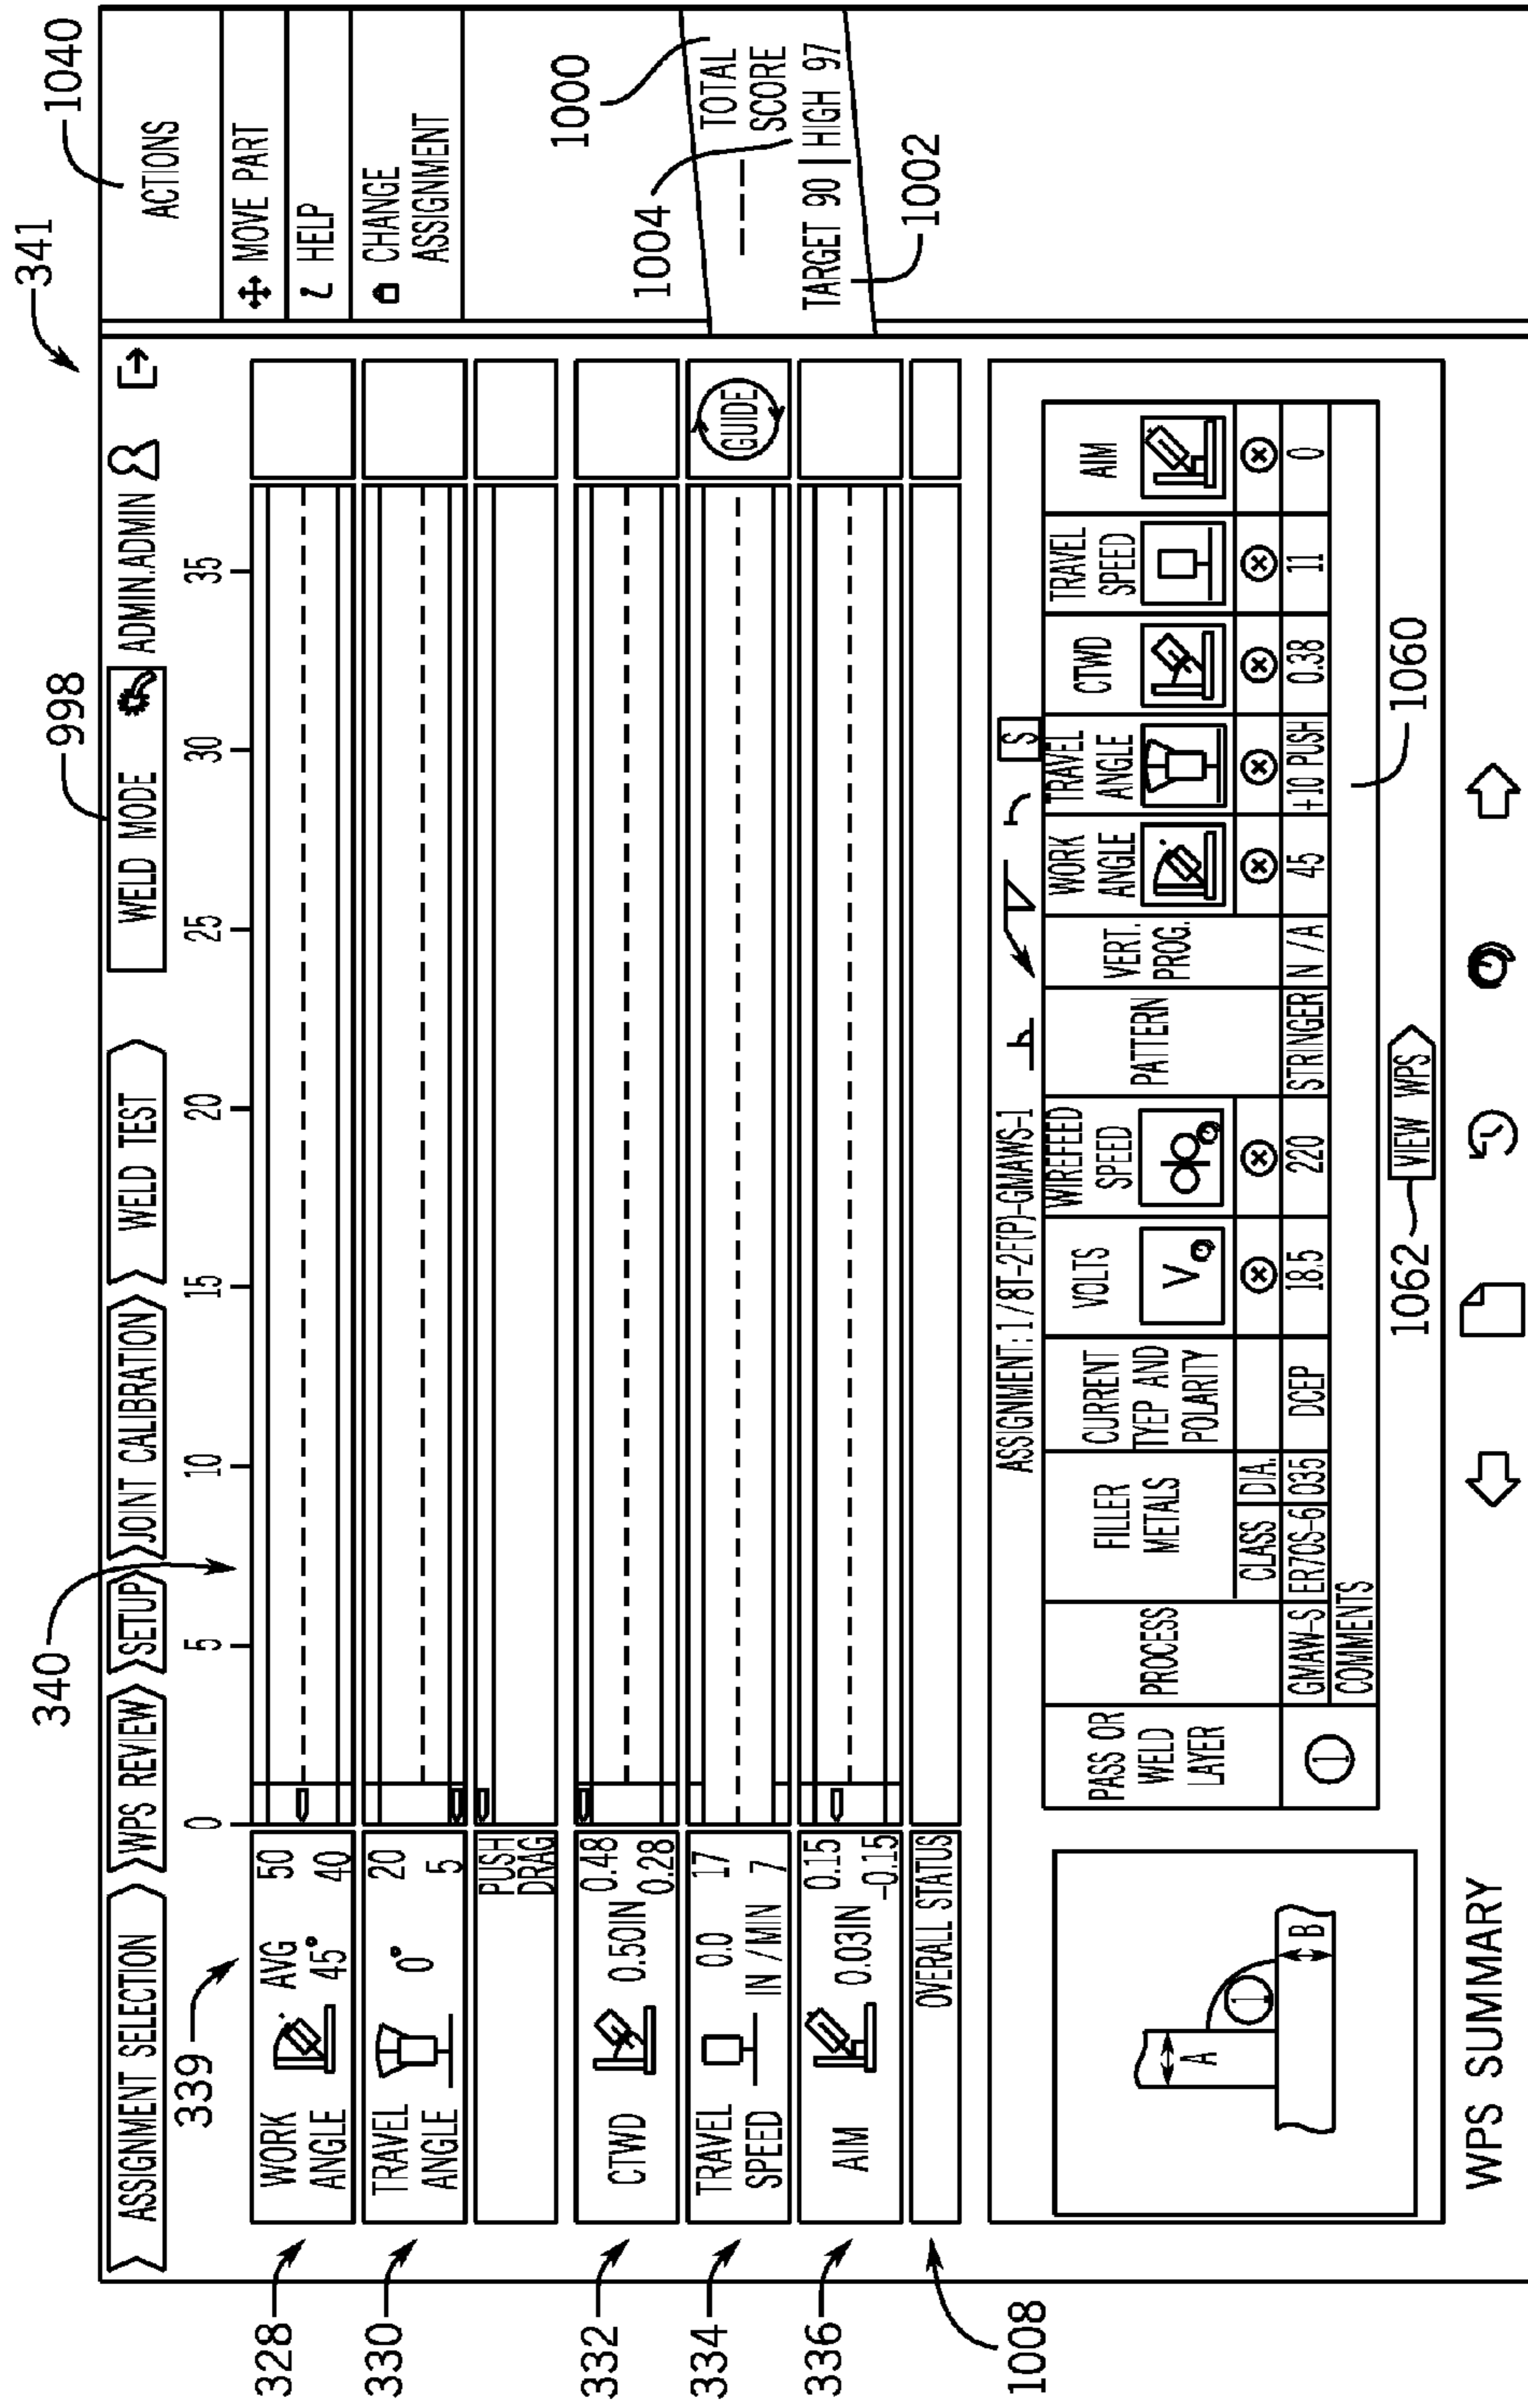 341
1040
998
340
339
ASSIGNMENT SELECTION
WPS REVIEW
SETUP
JOINT CALIBRATION
WELD TEST
WELD MODE
ADMIN.ADMIN
0 5 10 15 20 25 30 35
328
WORK ANGLE
AVG
45°
50
40
330
TRAVEL ANGLE
0°
20
5
PUSH
DRAG
332
CTWD
0.50IN
0.48
0.28
334
TRAVEL SPEED
0.0
IN / MIN
17
7
GUIDE
336
AIM
0.03IN
0.15
-0.15
1008
OVERALL STATUS
ACTIONS
MOVE PART
HELP
CHANGE
ASSIGNMENT
1000
1004
TOTAL
SCORE
-----
TARGET 90 | HIGH 97
1002
ASSIGNMENT: 1/8T-2F(P)-GMAWS-1
S
A
B
1
PASS OR
WELD
LAYER
PROCESS
FILLER
METALS
CLASS
DIA.
CURRENT
TYEP AND
POLARITY
VOLTS
V
WIREFEED
SPEED
PATTERN
VERT.
PROG.
WORK
ANGLE
TRAVEL
ANGLE
CTWD
TRAVEL
SPEED
AIM
1
GMAW-S
ER70S-6
035
DCEP
18.5
220
STRINGER
N / A
45
+10 PUSH
0.38
11
0
COMMENTS
1060
1062
VIEW WPS
WPS SUMMARY